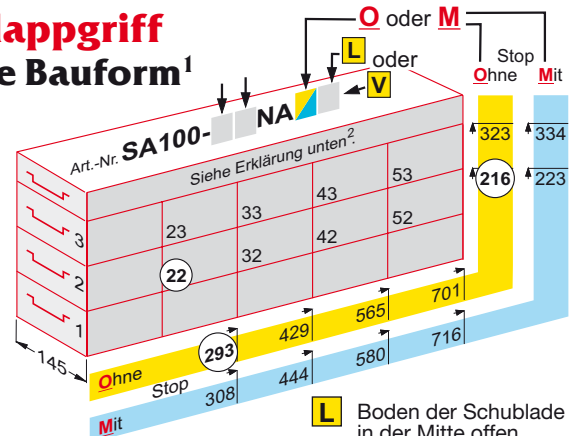 lappgriff
e Bauform¹
O oder M
L oder
V
Stop
Ohne Mit
Art.-Nr. SA100- NA
Siehe Erklärung unten².
323 334
216 223
3 23 33 43 53
2 22 32 42 52
1
145
Ohne 293 429 565 701
Stop
Mit 308 444 580 716
L Boden der Schublade
in der Mitte offen